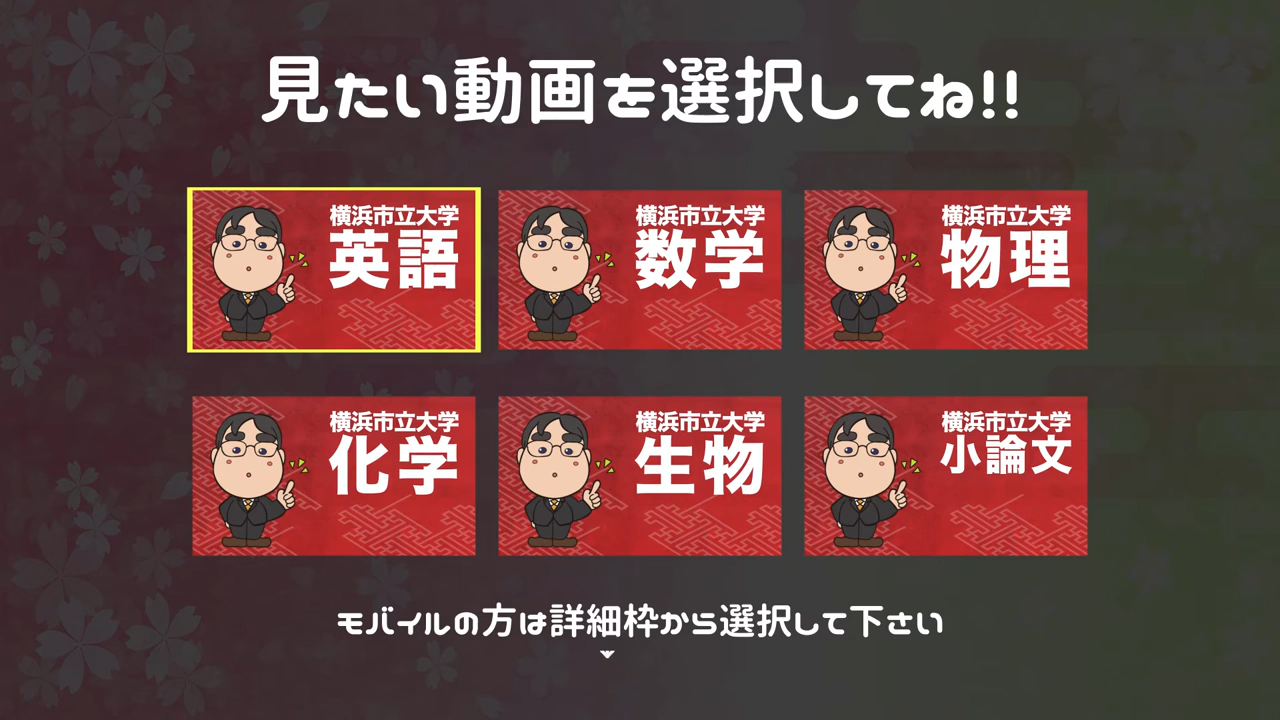 見たい動画を選択してね!!
横浜市立大学
英語
横浜市立大学
数学
横浜市立大学
物理
横浜市立大学
化学
横浜市立大学
生物
横浜市立大学
小論文
モバイルの方は詳細枠から選択して下さい